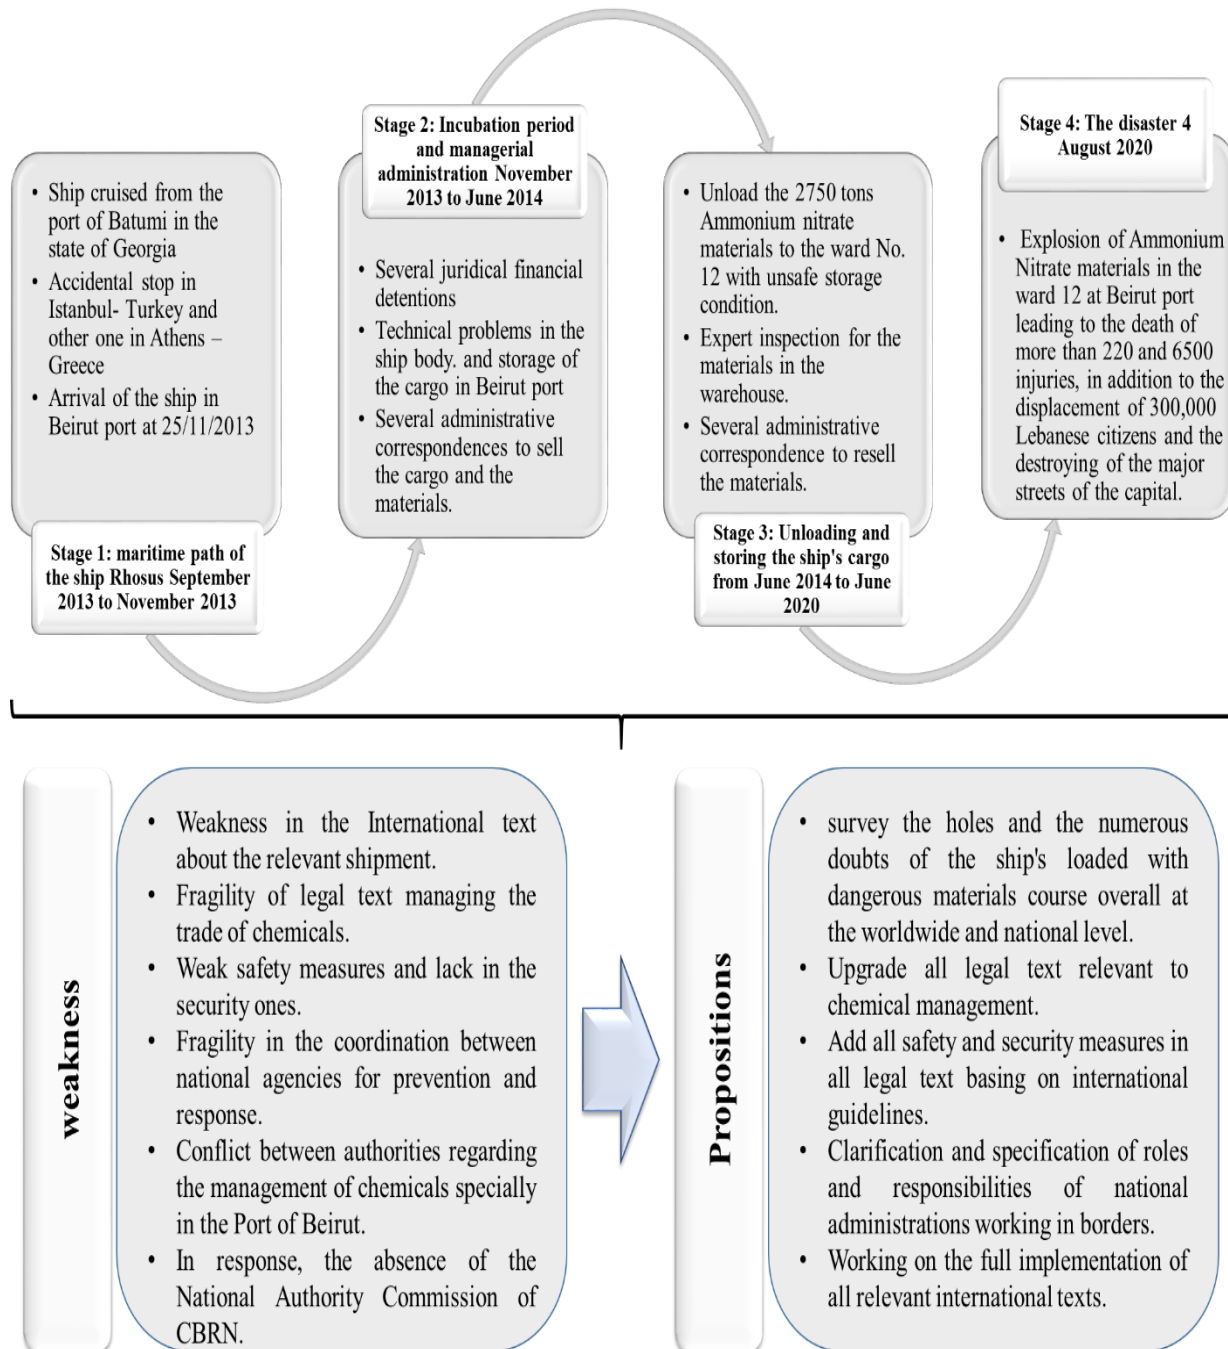 • Ship cruised from the
port of Batumi in the
state of Georgia
• Accidental stop in
Istanbul- Turkey and
other one in Athens –
Greece
• Arrival of the ship in
Beirut port at 25/11/2013
Stage 1: maritime path of
the ship Rhosus September
2013 to November 2013
Stage 2: Incubation period
and managerial
administration November
2013 to June 2014
• Several juridical financial
detentions
• Technical problems in the
ship body. and storage of
the cargo in Beirut port
• Several administrative
correspondences to sell
the cargo and the
materials.
• Unload the 2750 tons
Ammonium nitrate
materials to the ward No.
12 with unsafe storage
condition.
• Expert inspection for the
materials in the
warehouse.
• Several administrative
correspondence to resell
the materials.
Stage 3: Unloading and
storing the ship's cargo
from June 2014 to June
2020
Stage 4: The disaster 4
August 2020
• Explosion of Ammonium
Nitrate materials in the
ward 12 at Beirut port
leading to the death of
more than 220 and 6500
injuries, in addition to the
displacement of 300,000
Lebanese citizens and the
destroying of the major
streets of the capital.
weakness
• Weakness in the International text
about the relevant shipment.
• Fragility of legal text managing the
trade of chemicals.
• Weak safety measures and lack in the
security ones.
• Fragility in the coordination between
national agencies for prevention and
response.
• Conflict between authorities regarding
the management of chemicals specially
in the Port of Beirut.
• In response, the absence of the
National Authority Commission of
CBRN.
Propositions
• survey the holes and the numerous
doubts of the ship's loaded with
dangerous materials course overall at
the worldwide and national level.
• Upgrade all legal text relevant to
chemical management.
• Add all safety and security measures in
all legal text basing on international
guidelines.
• Clarification and specification of roles
and responsibilities of national
administrations working in borders.
• Working on the full implementation of
all relevant international texts.